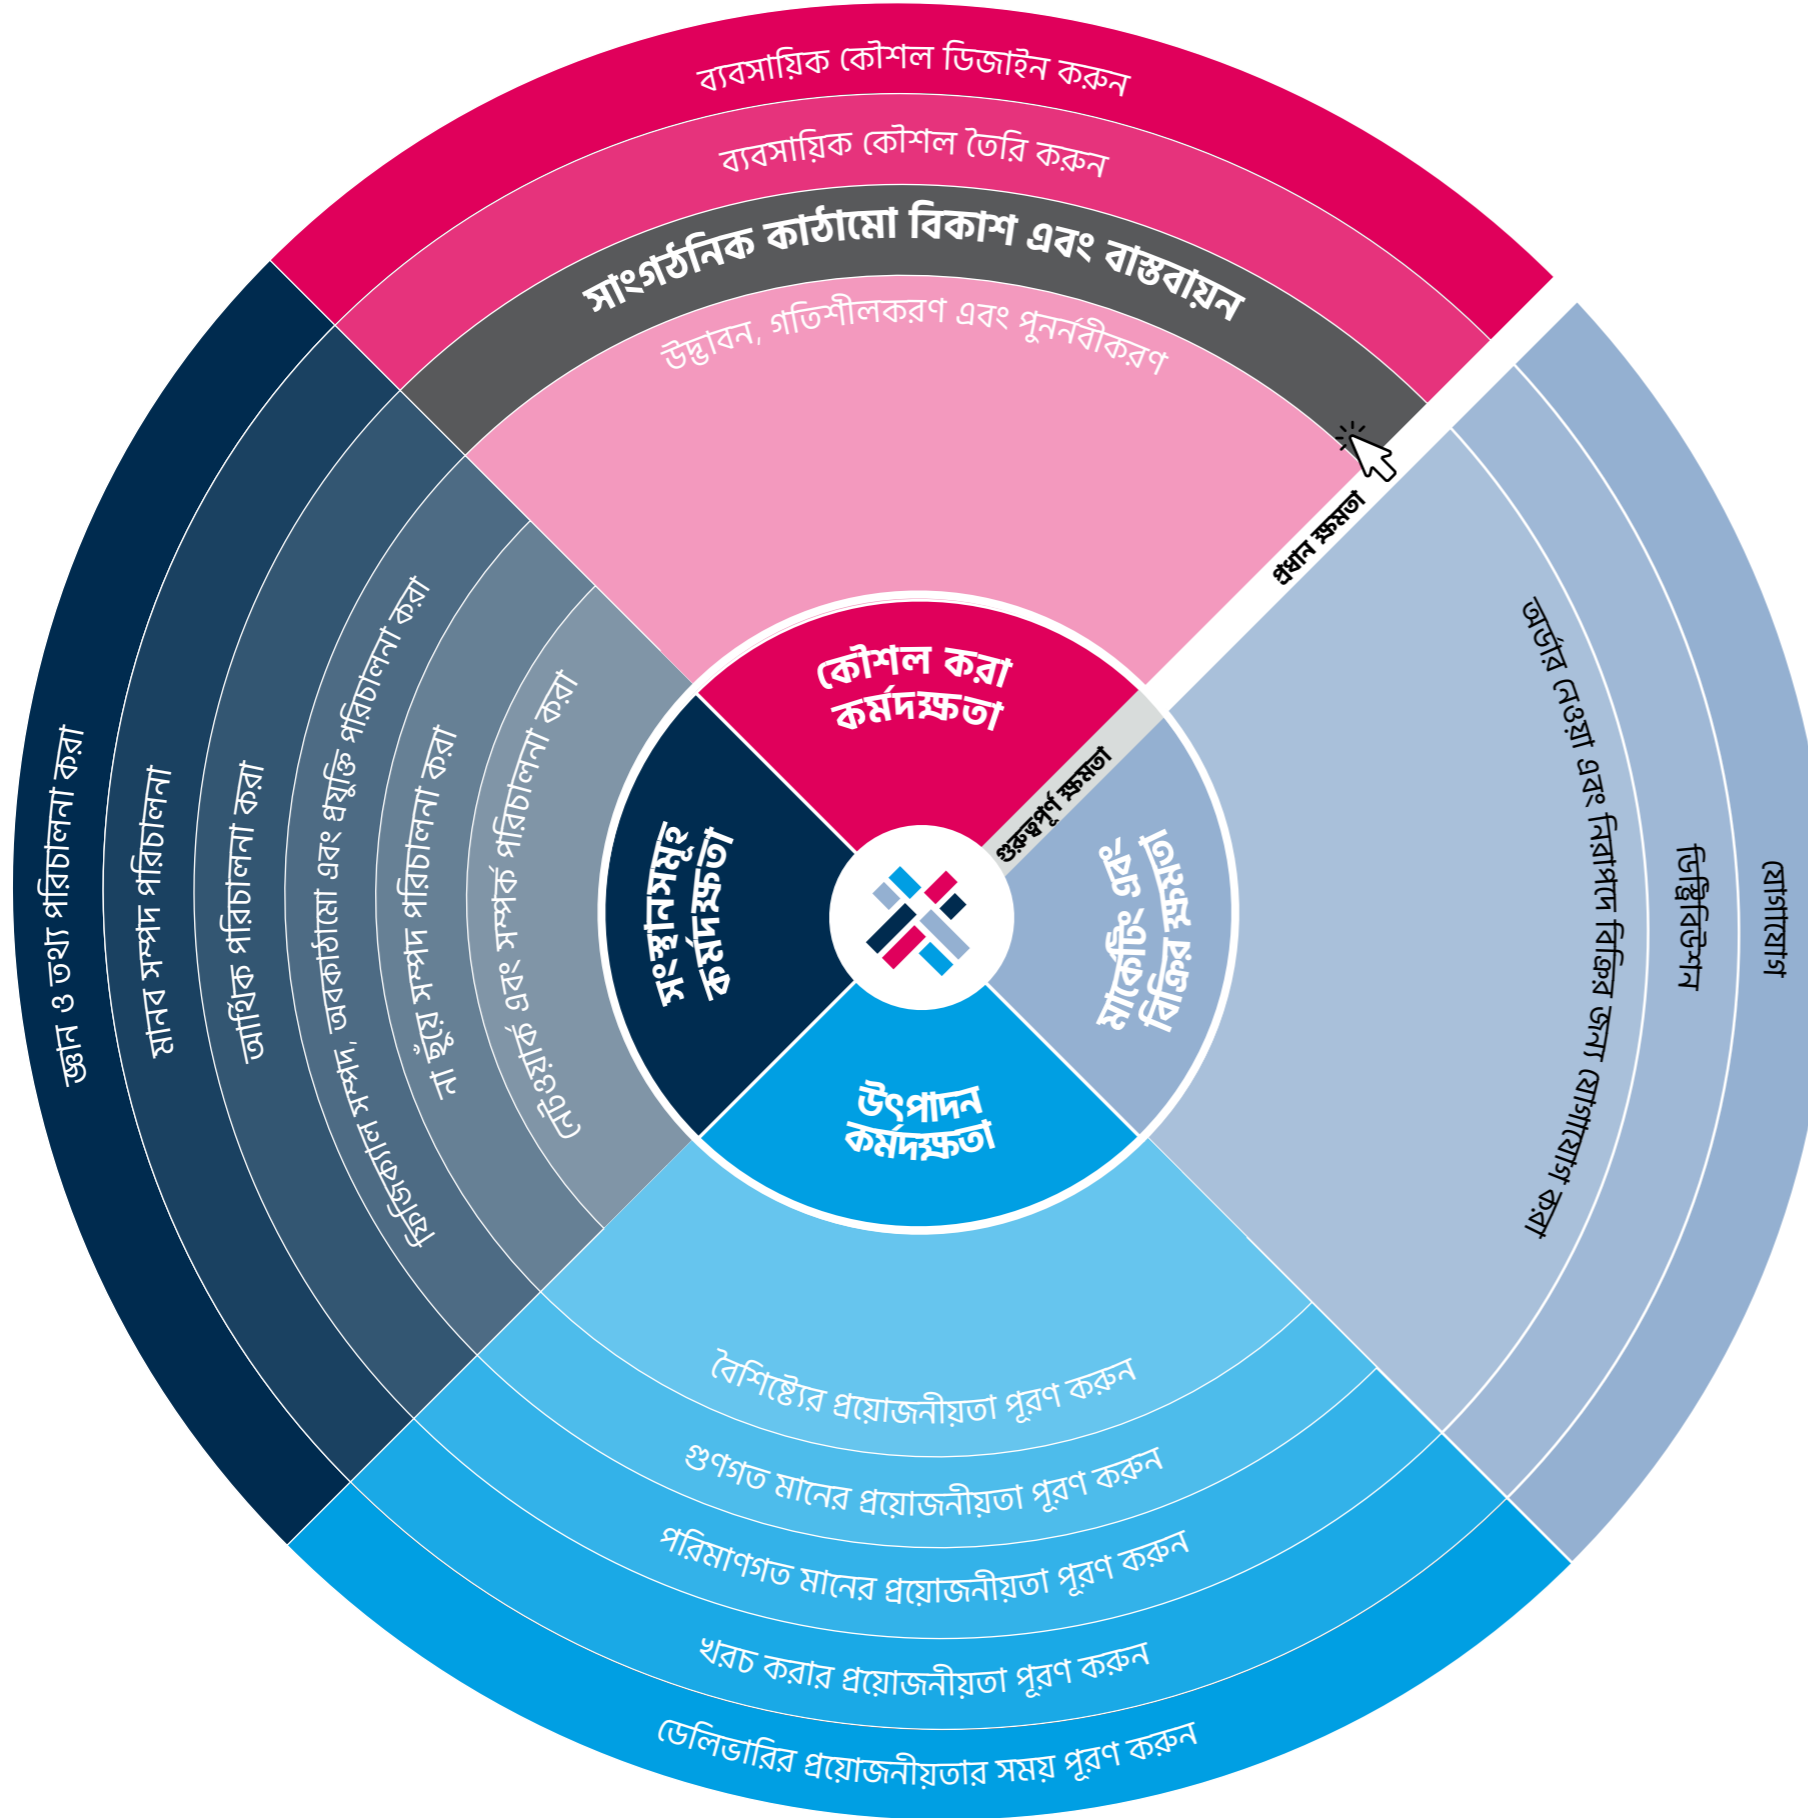 ব্যবসায়িক কৌশল ডিজাইন করুন
ব্যবসায়িক কৌশল তৈরি করুন
সাংগঠনিক কাঠামো বিকাশ এবং বাস্তবায়ন
উদ্ভাবন, গতিশীলকরণ এবং পুনর্নবীকরণ
কৌশল করা
কর্মদক্ষতা
প্রধান ক্ষমতা
গুরুত্বপূর্ণ ক্ষমতা
মার্কেটিং এবং
বিক্রির ক্ষমতা
অর্ডার নেওয়া এবং নিরাপদে বিক্রির জন্য যোগাযোগ করা
ডিস্ট্রিবিউশন
যোগাযোগ
উৎপাদন
কর্মদক্ষতা
বৈশিষ্ট্যের প্রয়োজনীয়তা পূরণ করুন
গুণগত মানের প্রয়োজনীয়তা পূরণ করুন
পরিমাণগত মানের প্রয়োজনীয়তা পূরণ করুন
খরচ করার প্রয়োজনীয়তা পূরণ করুন
ডেলিভারির প্রয়োজনীয়তার সময় পূরণ করুন
সংস্থানসমূহ
কর্মদক্ষতা
নেটওয়ার্ক এবং সম্পর্ক পরিচালনা করা
না ছুঁয়ে সম্পদ পরিচালনা করা
ফিজিক্যাল সম্পদ, অবকাঠামো এবং প্রযুক্তি পরিচালনা করা
আর্থিক পরিচালনা করা
মানব সম্পদ পরিচালনা
জ্ঞান ও তথ্য পরিচালনা করা